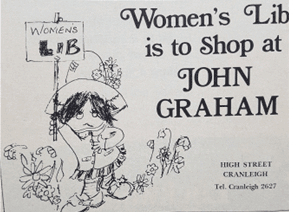 WOMENS
LIB
Women's Lib
is to Shop at
JOHN
GRAHAM
HIGH STREET
CRANLEIGH
Tel. Cranleigh 2627